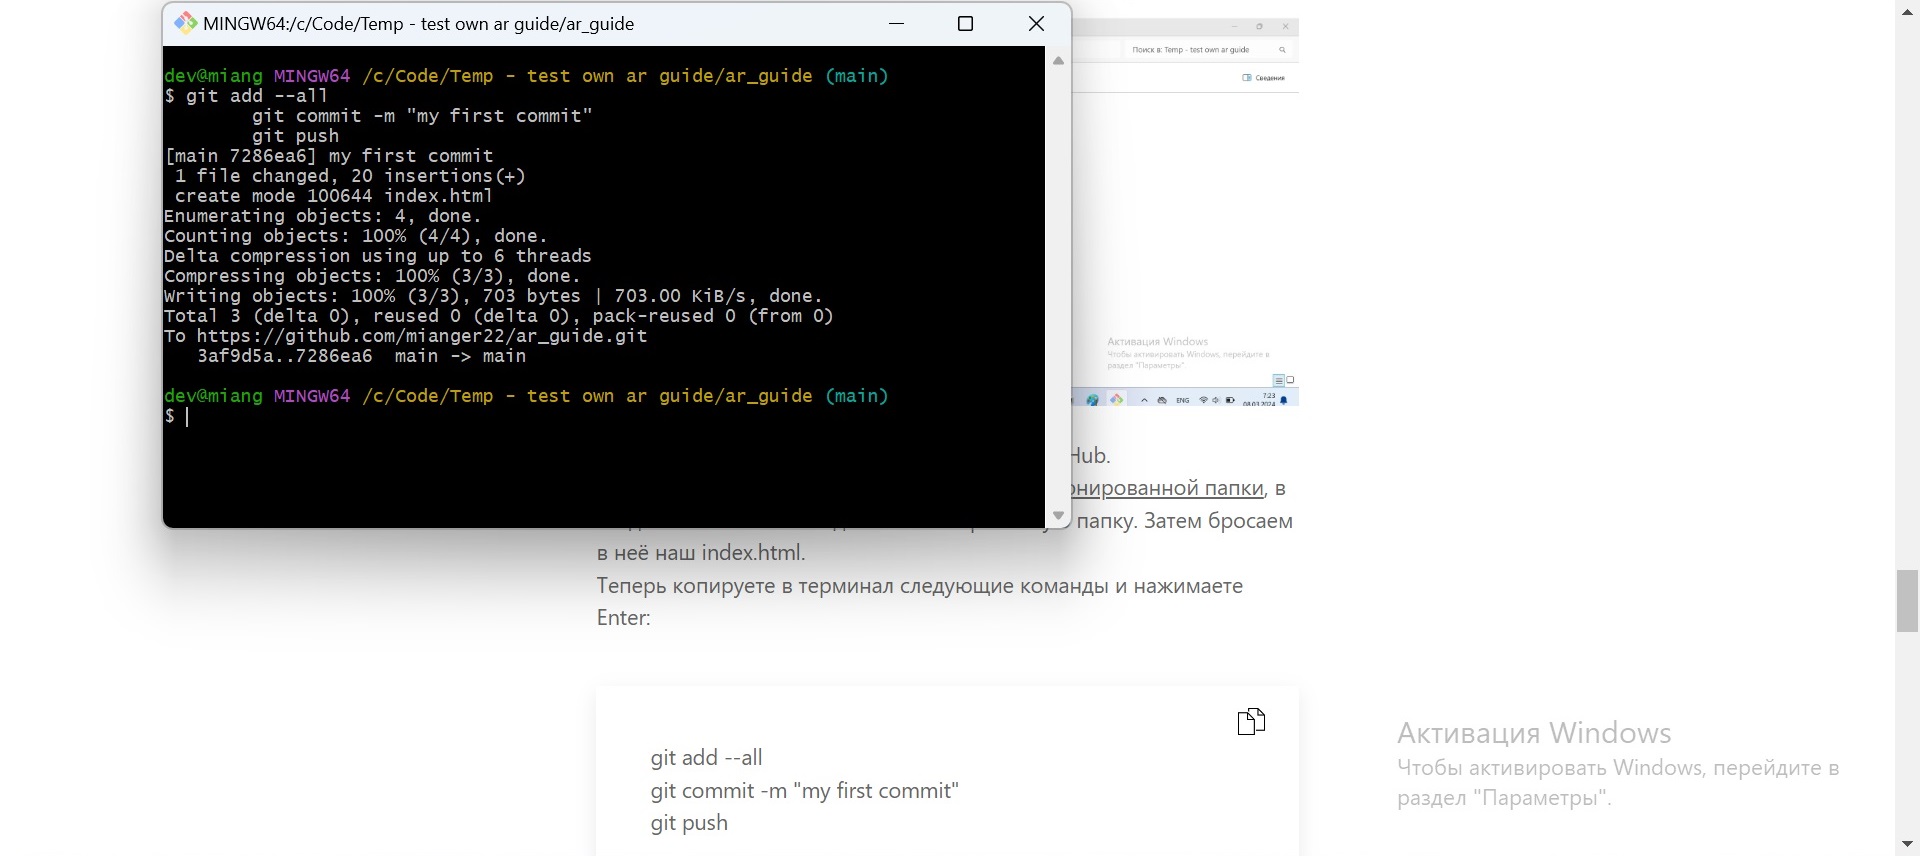 MINGW64:/c/Code/Temp - test own ar guide/ar_guide
dev@miang MINGW64 /c/Code/Temp - test own ar guide/ar_guide (main)
$ git add --all
git commit -m "my first commit"
git push
[main 7286ea6] my first commit
1 file changed, 20 insertions(+)
create mode 100644 index.html
Enumerating objects: 4, done.
Counting objects: 100% (4/4), done.
Delta compression using up to 6 threads
Compressing objects: 100% (3/3), done.
Writing objects: 100% (3/3), 703 bytes | 703.00 KiB/s, done.
Total 3 (delta 0), reused 0 (delta 0), pack-reused 0 (from 0)
To https://github.com/mianger22/ar_guide.git
3af9d5a..7286ea6 main -> main
dev@miang MINGW64 /c/Code/Temp - test own ar guide/ar_guide (main)
$
Поиск в: Temp - test own ar guide
Сведения
Активация Windows
Чтобы активировать Windows, перейдите в
раздел "Параметры".
ENG
7:23
08.03.2024
Hub.
онированной папки, в
папку. Затем бросаем
в неё наш index.html.
Теперь копируете в терминал следующие команды и нажимаете
Enter:
git add --all
git commit -m "my first commit"
git push
Активация Windows
Чтобы активировать Windows, перейдите в
раздел "Параметры".